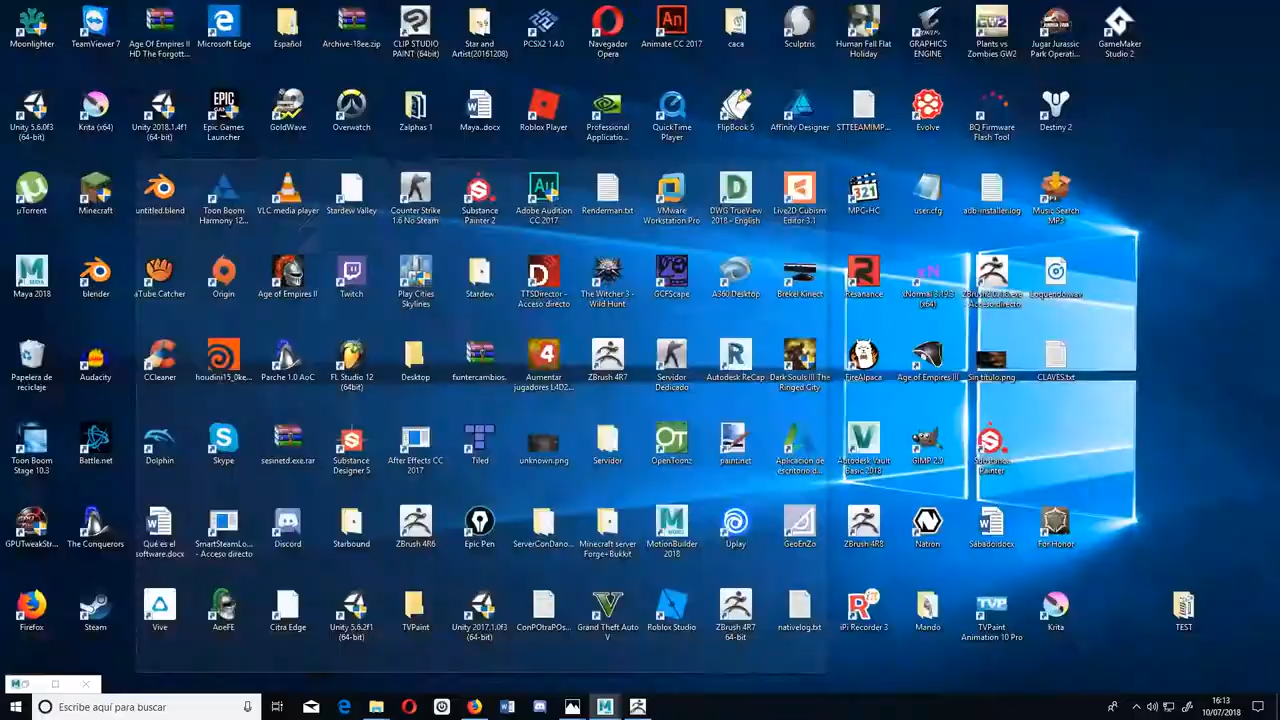 Moonlighter
TeamViewer 7
Age Of Empires II
HD The Forgott...
Microsoft Edge
Español
Archive-18ee.zip
CLIP STUDIO
PAINT (64bit)
Star and
Artist(20161208)
PCSX2 1.4.0
Navegador
Opera
Animate CC 2017
caca
Sculptris
Human Fall Flat
Holiday
GRAPHICS
ENGINE
Plants vs
Zombies GW2
Jugar Jurassic
Park Operati...
GameMaker
Studio 2
Unity 5.6.0f3
(64-bit)
Krita (x64)
Unity 2018.1.4f1
(64-bit)
Epic Games
Launcher
GoldWave
Overwatch
Zalphas 1
Maya..docx
Roblox Player
Professional
Applicatio...
QuickTime
Player
FlipBook 5
Affinity Designer
STTEEAMIMP...
Evolve
BQ Firmware
Flash Tool
Destiny 2
µTorrent
Minecraft
untitled.blend
Toon Boom
Harmony 12...
VLC media player
Stardew Valley
Counter Strike
1.6 No Steam
Substance
Painter 2
Adobe Audition
CC 2017
Renderman.txt
VMware
Workstation Pro
DWG TrueView
2018 - English
Live2D Cubism
Editor 3.1
MPC-HC
user.cfg
adb-installer.log
Music Search
MP3
Maya 2018
blender
aTube Catcher
Origin
Age of Empires II
Twitch
Play Cities
Skylines
Stardew
TTSDirector -
Acceso directo
The Witcher 3 -
Wild Hunt
GCFScape
A360 Desktop
Brekel Kinect
Resonance
(x64)
Acceso directo
Loquendo.wav
Papelera de
reciclaje
Audacity
CCleaner
houdini15_0ke...
Parche 1.0 AoC
FL Studio 12
(64bit)
Desktop
fxintercambios.
Aumentar
jugadores L4D2...
ZBrush 4R7
Servidor
Dedicado
Autodesk ReCap
Dark Souls III The
Ringed City
FireAlpaca
Age of Empires III
Sin título.png
CLAVES.txt
Toon Boom
Stage 10.3
Battle.net
Dolphin
Skype
sesinetd.exe.rar
Substance
Designer 5
After Effects CC
2017
Tiled
unknown.png
Servidor
OpenToonz
paint.net
Aplicación de
escritorio d...
Autodesk Vault
Basic 2018
GIMP 2.9
Substance
Painter
GPUTweakStr...
The Conquerors
Qué es el
software.docx
SmartSteamLo...
- Acceso directo
Discord
Starbound
ZBrush 4R6
Epic Pen
ServerConDano...
Minecraft server
Forge+Bukkit
MotionBuilder
2018
Uplay
GeoEnZo
ZBrush 4R8
Natron
Sabado.docx
For Honor
Firefox
Steam
Vive
AoeFE
Citra Edge
Unity 5.6.2f1
(64-bit)
TVPaint
Unity 2017.1.0f3
(64-bit)
ConPOtraPOs...
Grand Theft Auto
V
Roblox Studio
ZBrush 4R7
64-bit
nativelog.txt
iPi Recorder 3
Mando
TVPaint
Animation 10 Pro
Krita
TEST
Escribe aquí para buscar
16:13
10/07/2018